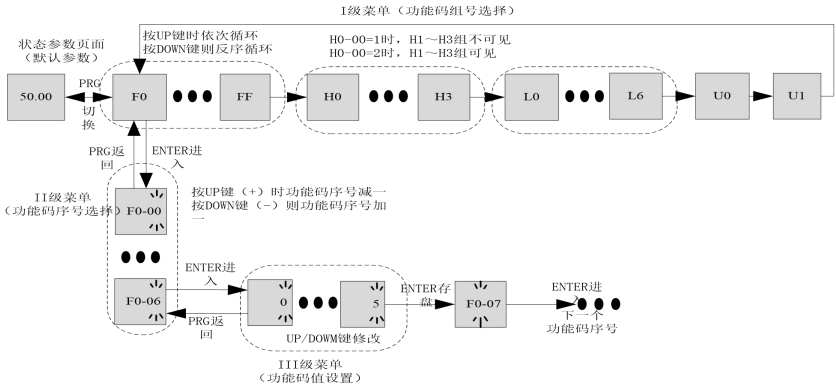 I级菜单（功能码组号选择）
按UP键时依次循环
按DOWN键则反序循环
H0-00=1时，H1～H3组不可见
H0-00=2时，H1～H3组可见
状态参数页面
（默认参数）
50.00
PRG
切
换
F0
FF
H0
H3
L0
L6
U0
U1
PRG返
回
ENTER进
入
II级菜单
（功能码序号选择）
F0-00
按UP键（+）时功能码序号减一
按DOWN键（-）则功能码序号加
一
F0-06
ENTER进
入
PRG返
回
0
5
UP/DOWM键修改
III级菜单
（功能码值设置）
ENTER存
盘
F0-07
ENTER进
入
下一个
功能码序号